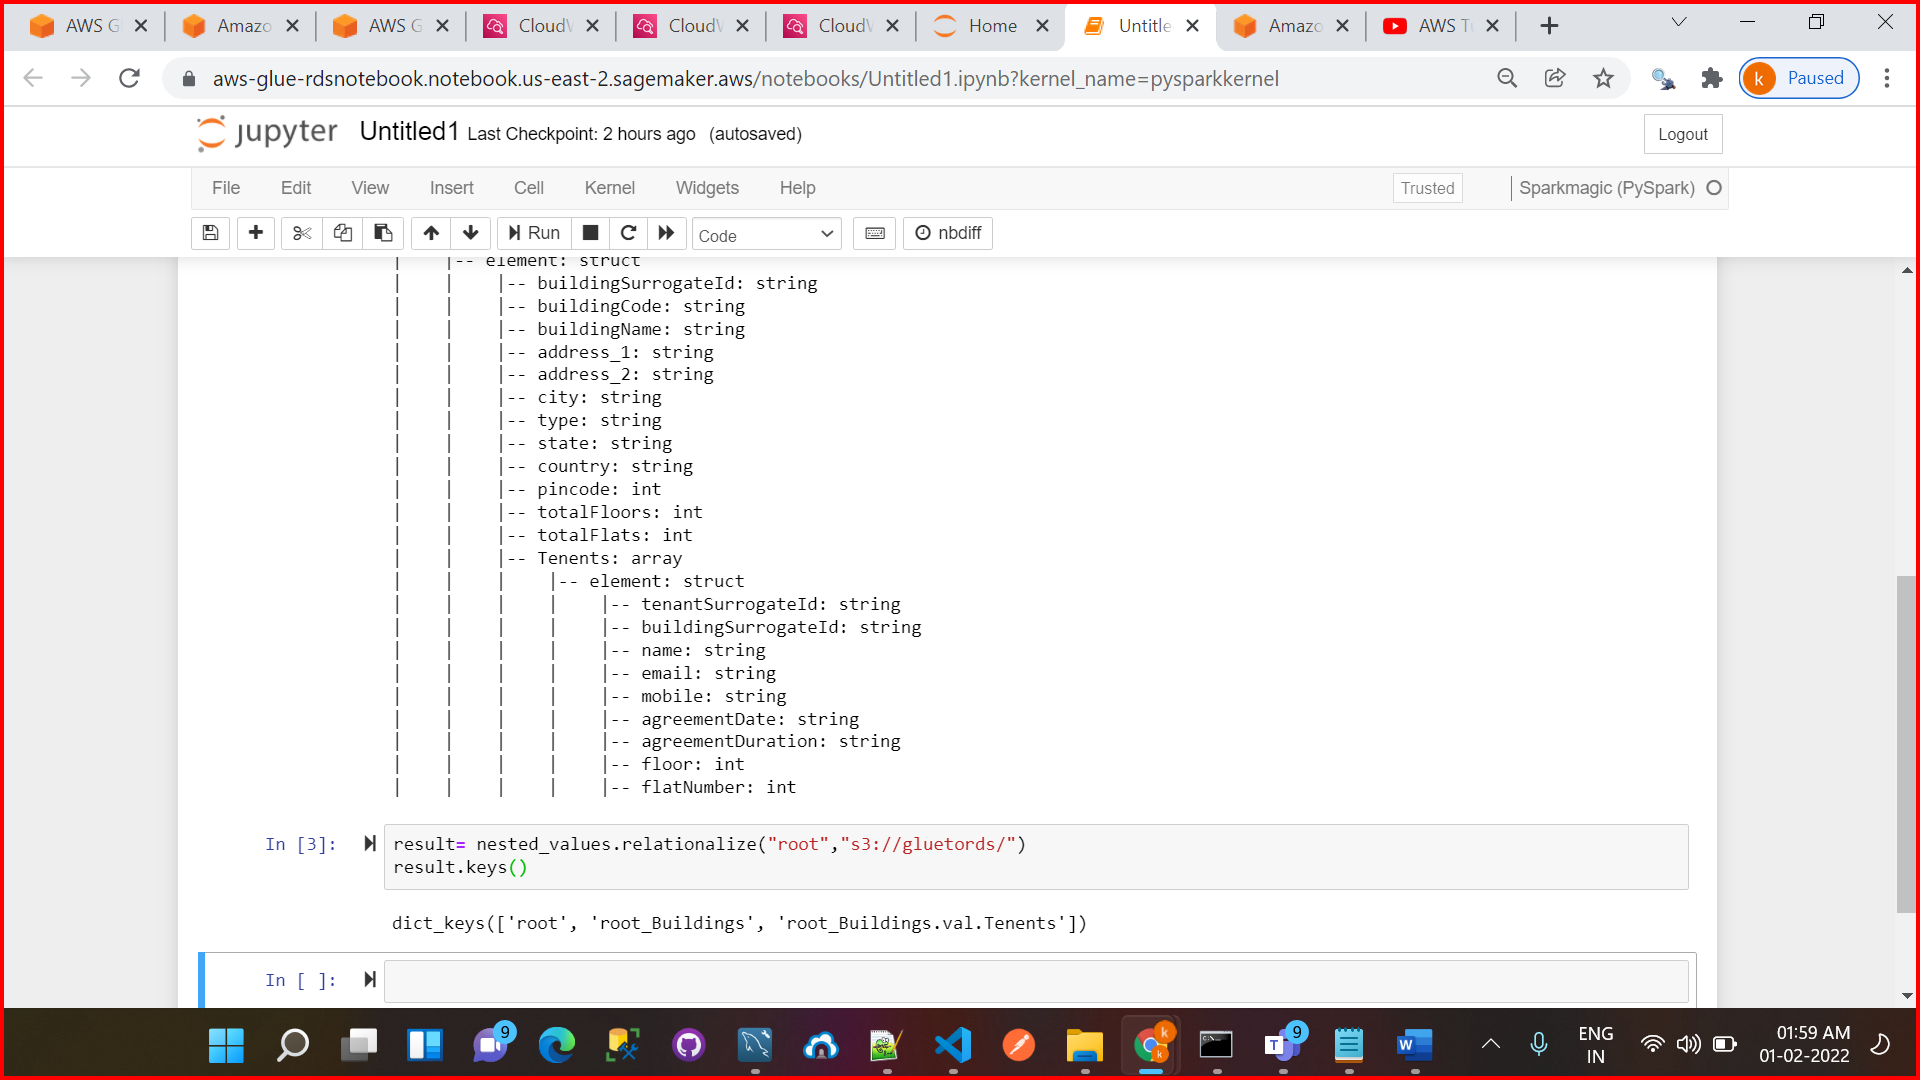 AWS G
Amazo
AWS G
CloudW
CloudW
CloudW
Home
Untitle
Amazo
AWS T
aws-glue-rdsnotebook.notebook.us-east-2.sagemaker.aws/notebooks/Untitled1.ipynb?kernel_name=pysparkkernel
k Paused
jupyter Untitled1 Last Checkpoint: 2 hours ago (autosaved)
Logout
File Edit View Insert Cell Kernel Widgets Help
Trusted
Sparkmagic (PySpark)
Run
Code
nbdiff
| |-- element: struct
| | |-- buildingSurrogateId: string
| | |-- buildingCode: string
| | |-- buildingName: string
| | |-- address_1: string
| | |-- address_2: string
| | |-- city: string
| | |-- type: string
| | |-- state: string
| | |-- country: string
| | |-- pincode: int
| | |-- totalFloors: int
| | |-- totalFlats: int
| | |-- Tenents: array
| | | |-- element: struct
| | | | |-- tenantSurrogateId: string
| | | | |-- buildingSurrogateId: string
| | | | |-- name: string
| | | | |-- email: string
| | | | |-- mobile: string
| | | | |-- agreementDate: string
| | | | |-- agreementDuration: string
| | | | |-- floor: int
| | | | |-- flatNumber: int
In [3]: result= nested_values.relationalize("root","s3://gluetords/")
result.keys()
dict_keys(['root', 'root_Buildings', 'root_Buildings.val.Tenents'])
In [ ]:
9
k
k
T
9
W
ENG
IN
01:59 AM
01-02-2022